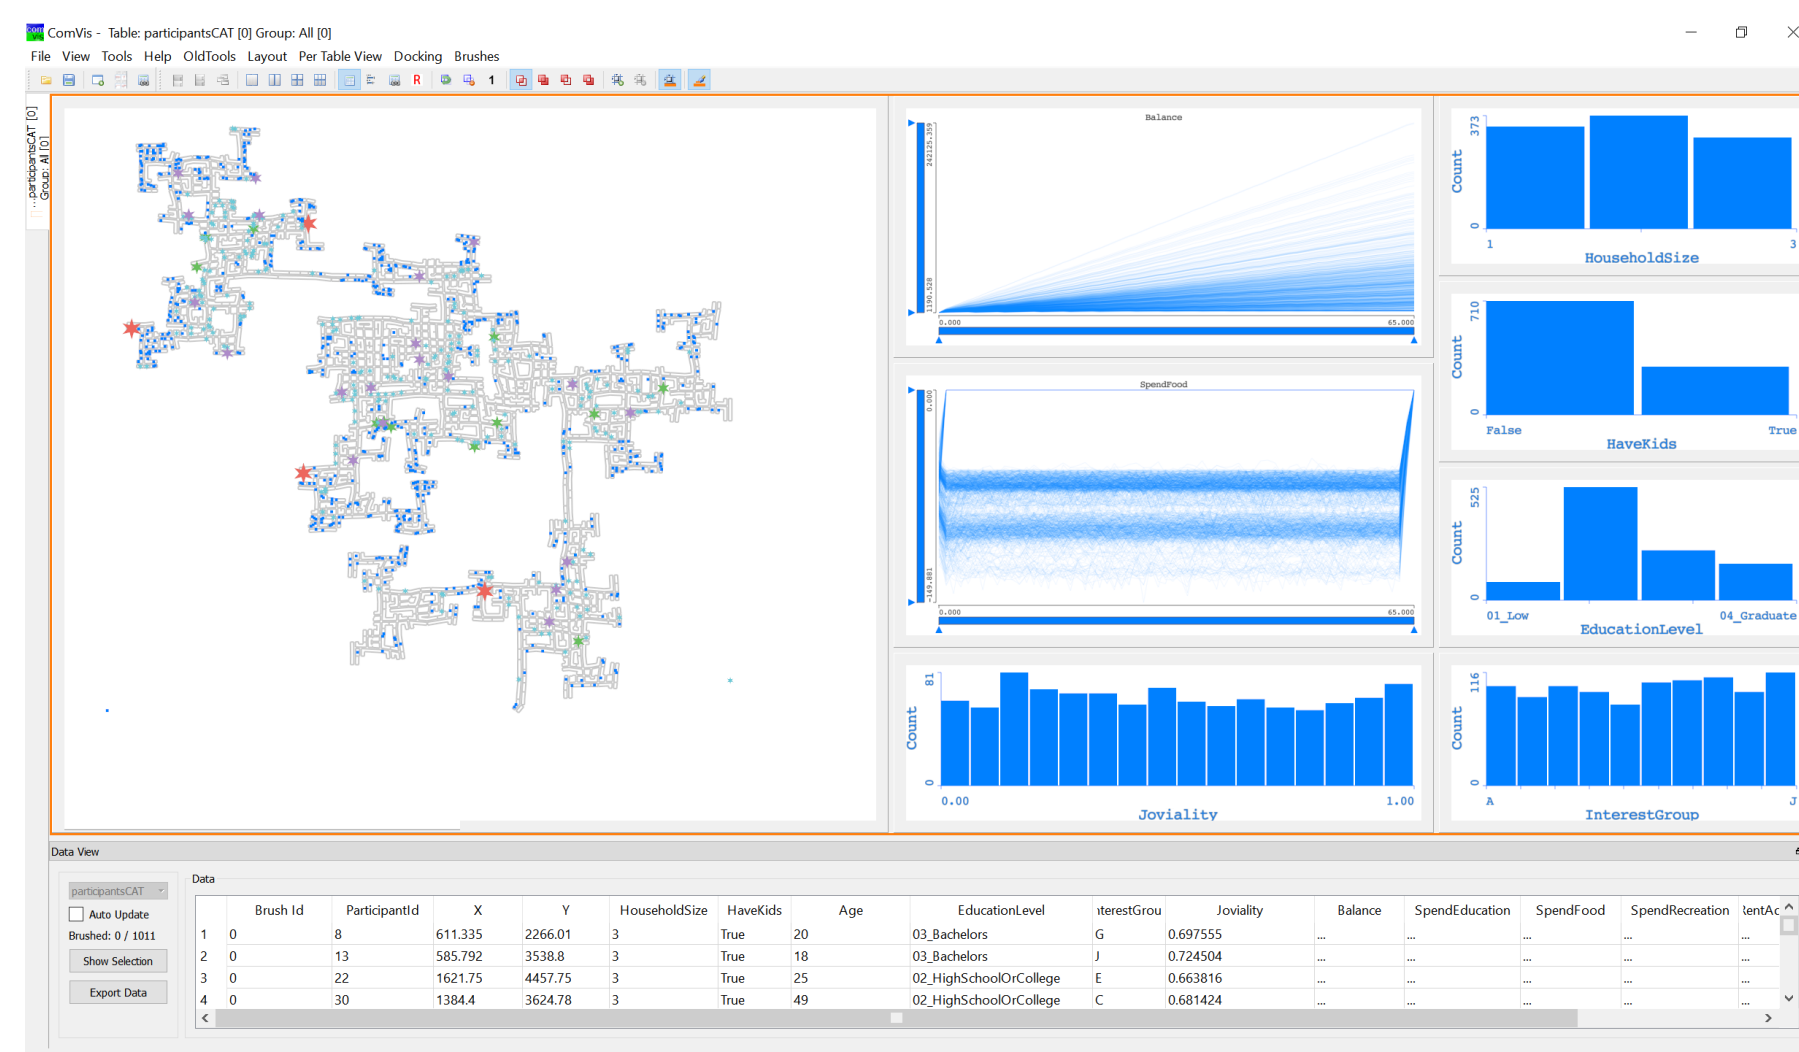 com
vis
ComVis - Table: participantsCAT [0] Group: All [0]
File View Tools Help OldTools Layout Per Table View Docking Brushes
R 1
...participantsCAT [0]
Group: All [0]
Balance
242125.359
1190.528
0.000 65.000
SpendFood
0.000
-149.881
0.000 65.000
81
Count
0
0.00 1.00
Joviality
373
Count
0
1 3
HouseholdSize
710
Count
0
False True
HaveKids
525
Count
0
01_Low 04_Graduate
EducationLevel
116
Count
0
A J
InterestGroup
Data View
participantsCAT
Auto Update
Brushed: 0 / 1011
Show Selection
Export Data
Data
Brush Id ParticipantId X Y HouseholdSize HaveKids Age EducationLevel nterestGrou Joviality Balance SpendEducation SpendFood SpendRecreation RentAc
1 0 8 611.335 2266.01 3 True 20 03_Bachelors G 0.697555 ... ... ... ... ...
2 0 13 585.792 3538.8 3 True 18 03_Bachelors J 0.724504 ... ... ... ... ...
3 0 22 1621.75 4457.75 3 True 25 02_HighSchoolOrCollege E 0.663816 ... ... ... ... ...
4 0 30 1384.4 3624.78 3 True 49 02_HighSchoolOrCollege C 0.681424 ... ... ... ... ...